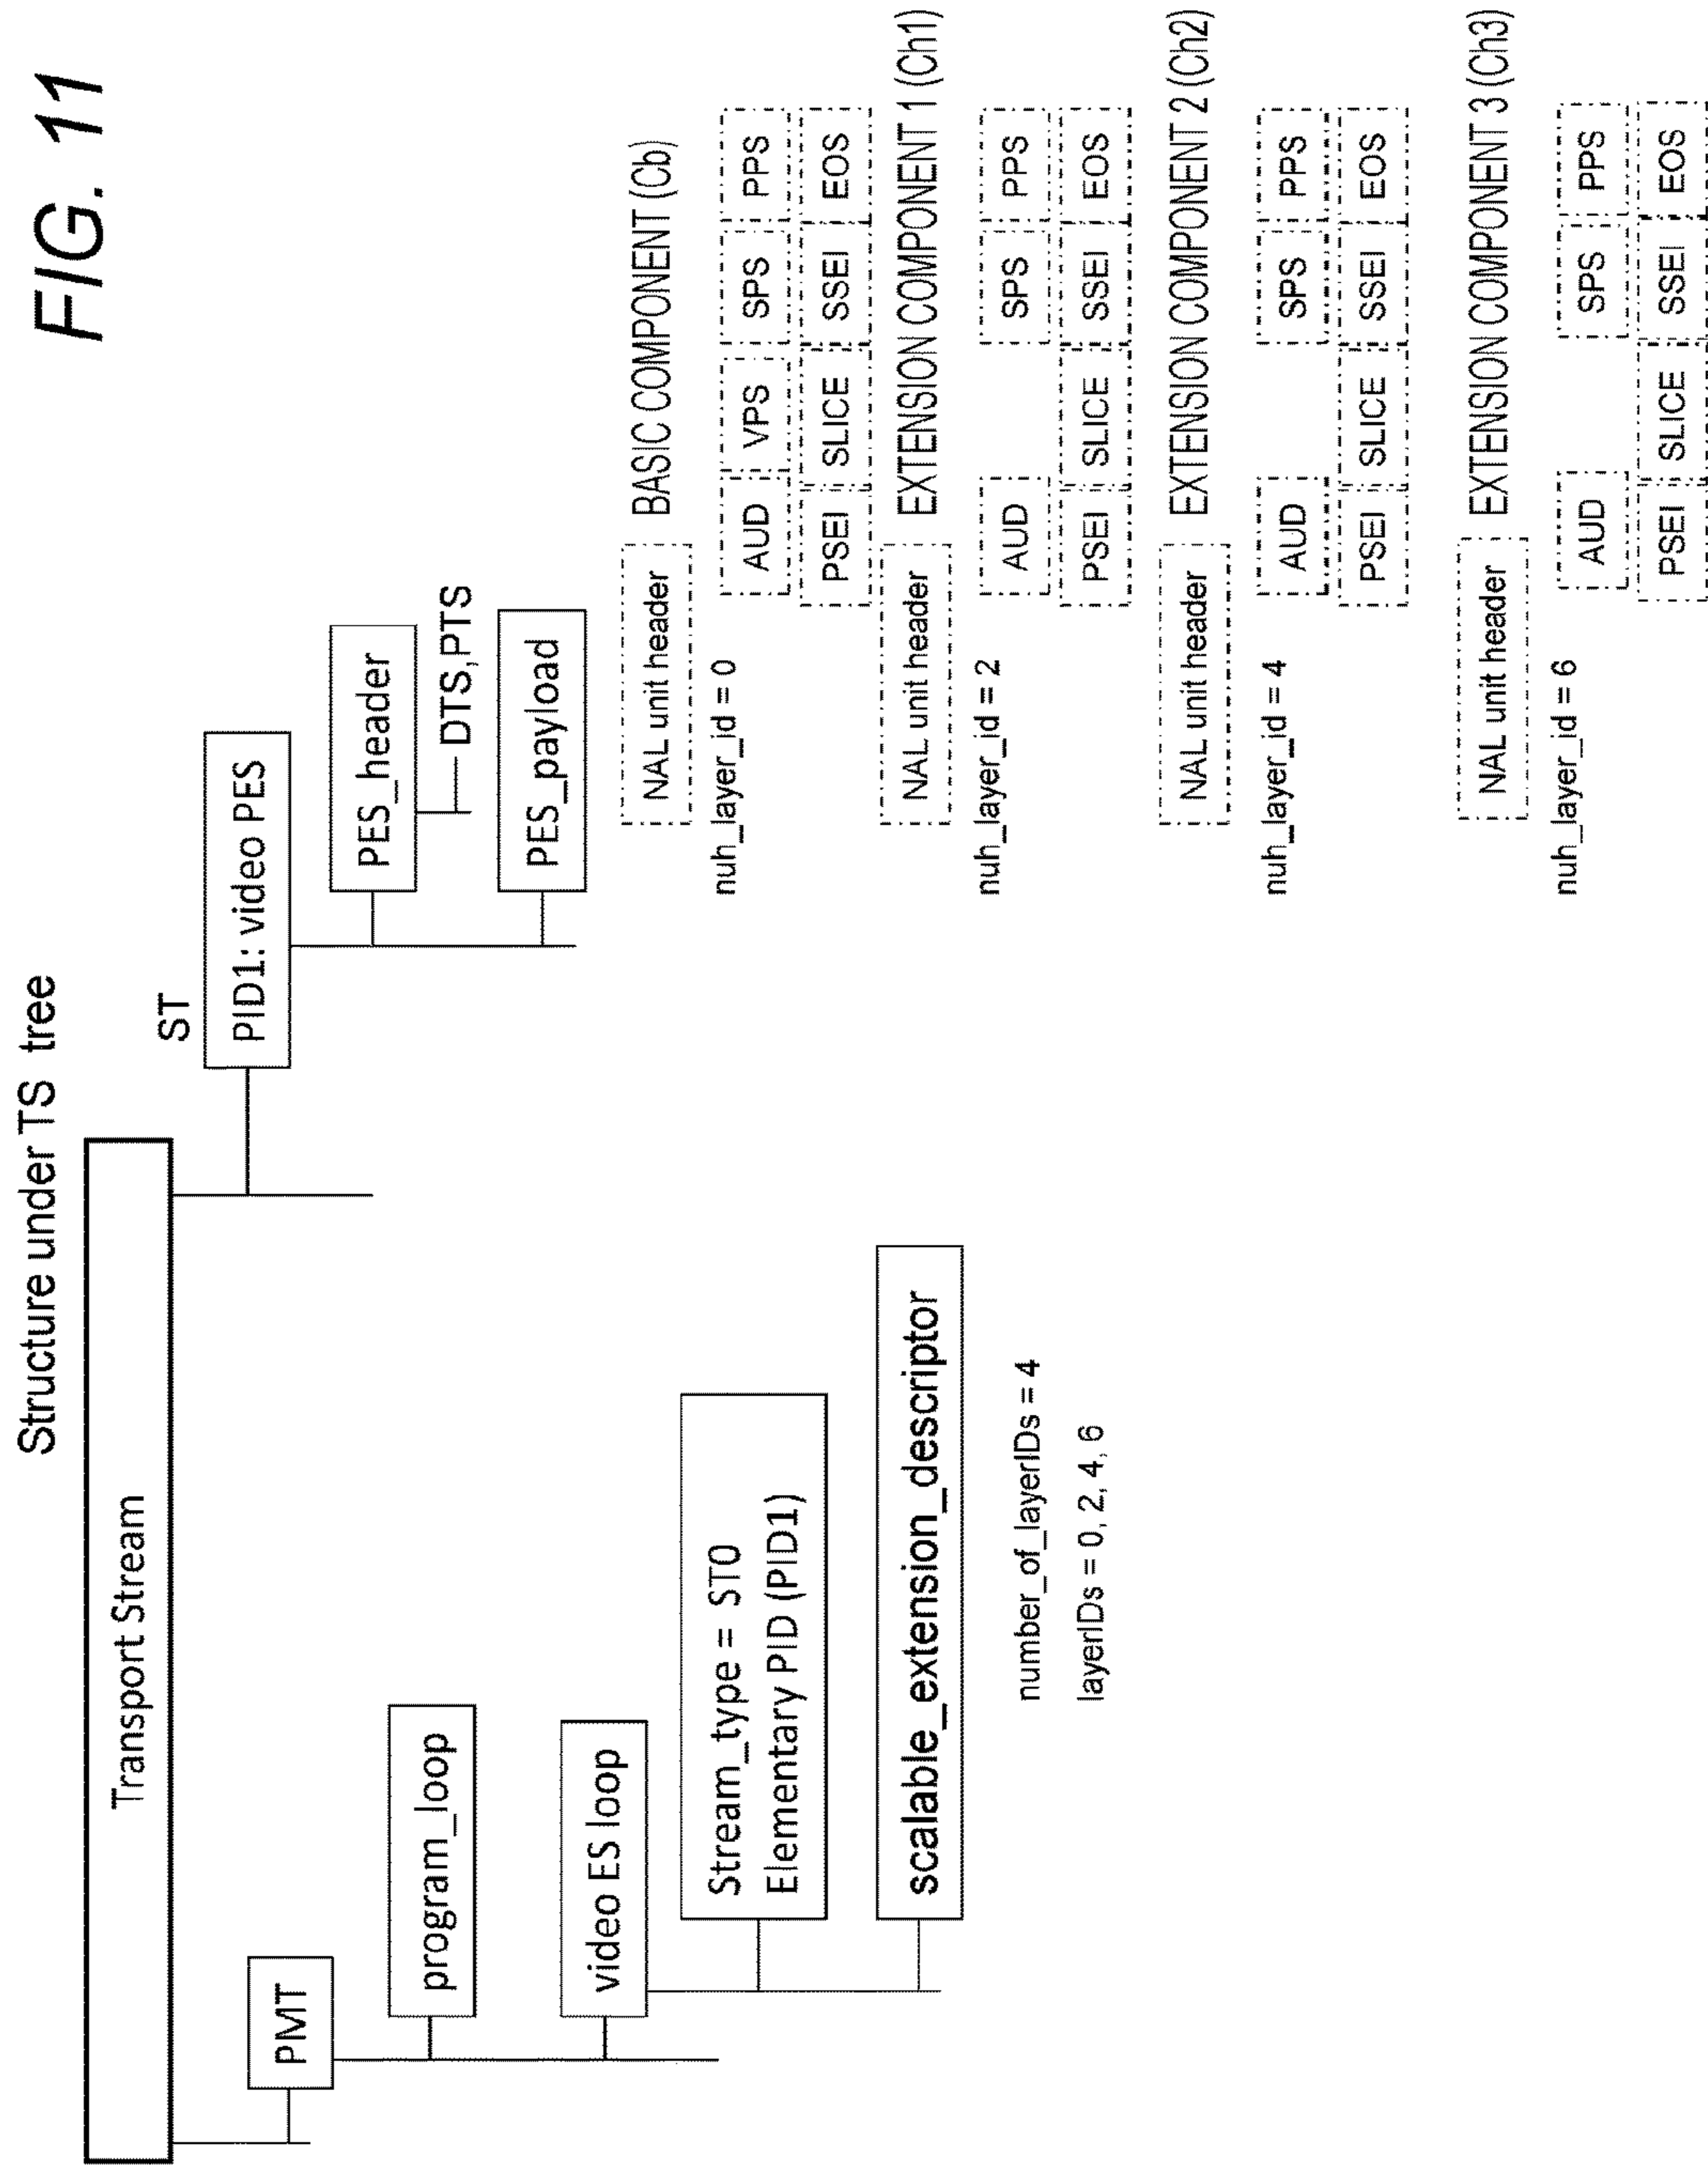 FIG. 11
Structure under TS tree
Transport Stream
PMT
program_loop
video ES loop
Stream_type = ST0
Elementary PID (PID1)
scalable_extension_descriptor
number_of_layerIDs = 4
layerIDs = 0, 2, 4, 6
ST
PID1: video PES
PES_header
DTS,PTS
PES_payload
NAL unit header BASIC COMPONENT (Cb)
nuh_layer_id = 0
AUD VPS SPS PPS
PSEI SLICE SSEI EOS
NAL unit header EXTENSION COMPONENT 1 (Ch1)
nuh_layer_id = 2
AUD SPS PPS
PSEI SLICE SSEI EOS
NAL unit header EXTENSION COMPONENT 2 (Ch2)
nuh_layer_id = 4
AUD SPS PPS
PSEI SLICE SSEI EOS
NAL unit header EXTENSION COMPONENT 3 (Ch3)
nuh_layer_id = 6
AUD SPS PPS
PSEI SLICE SSEI EOS